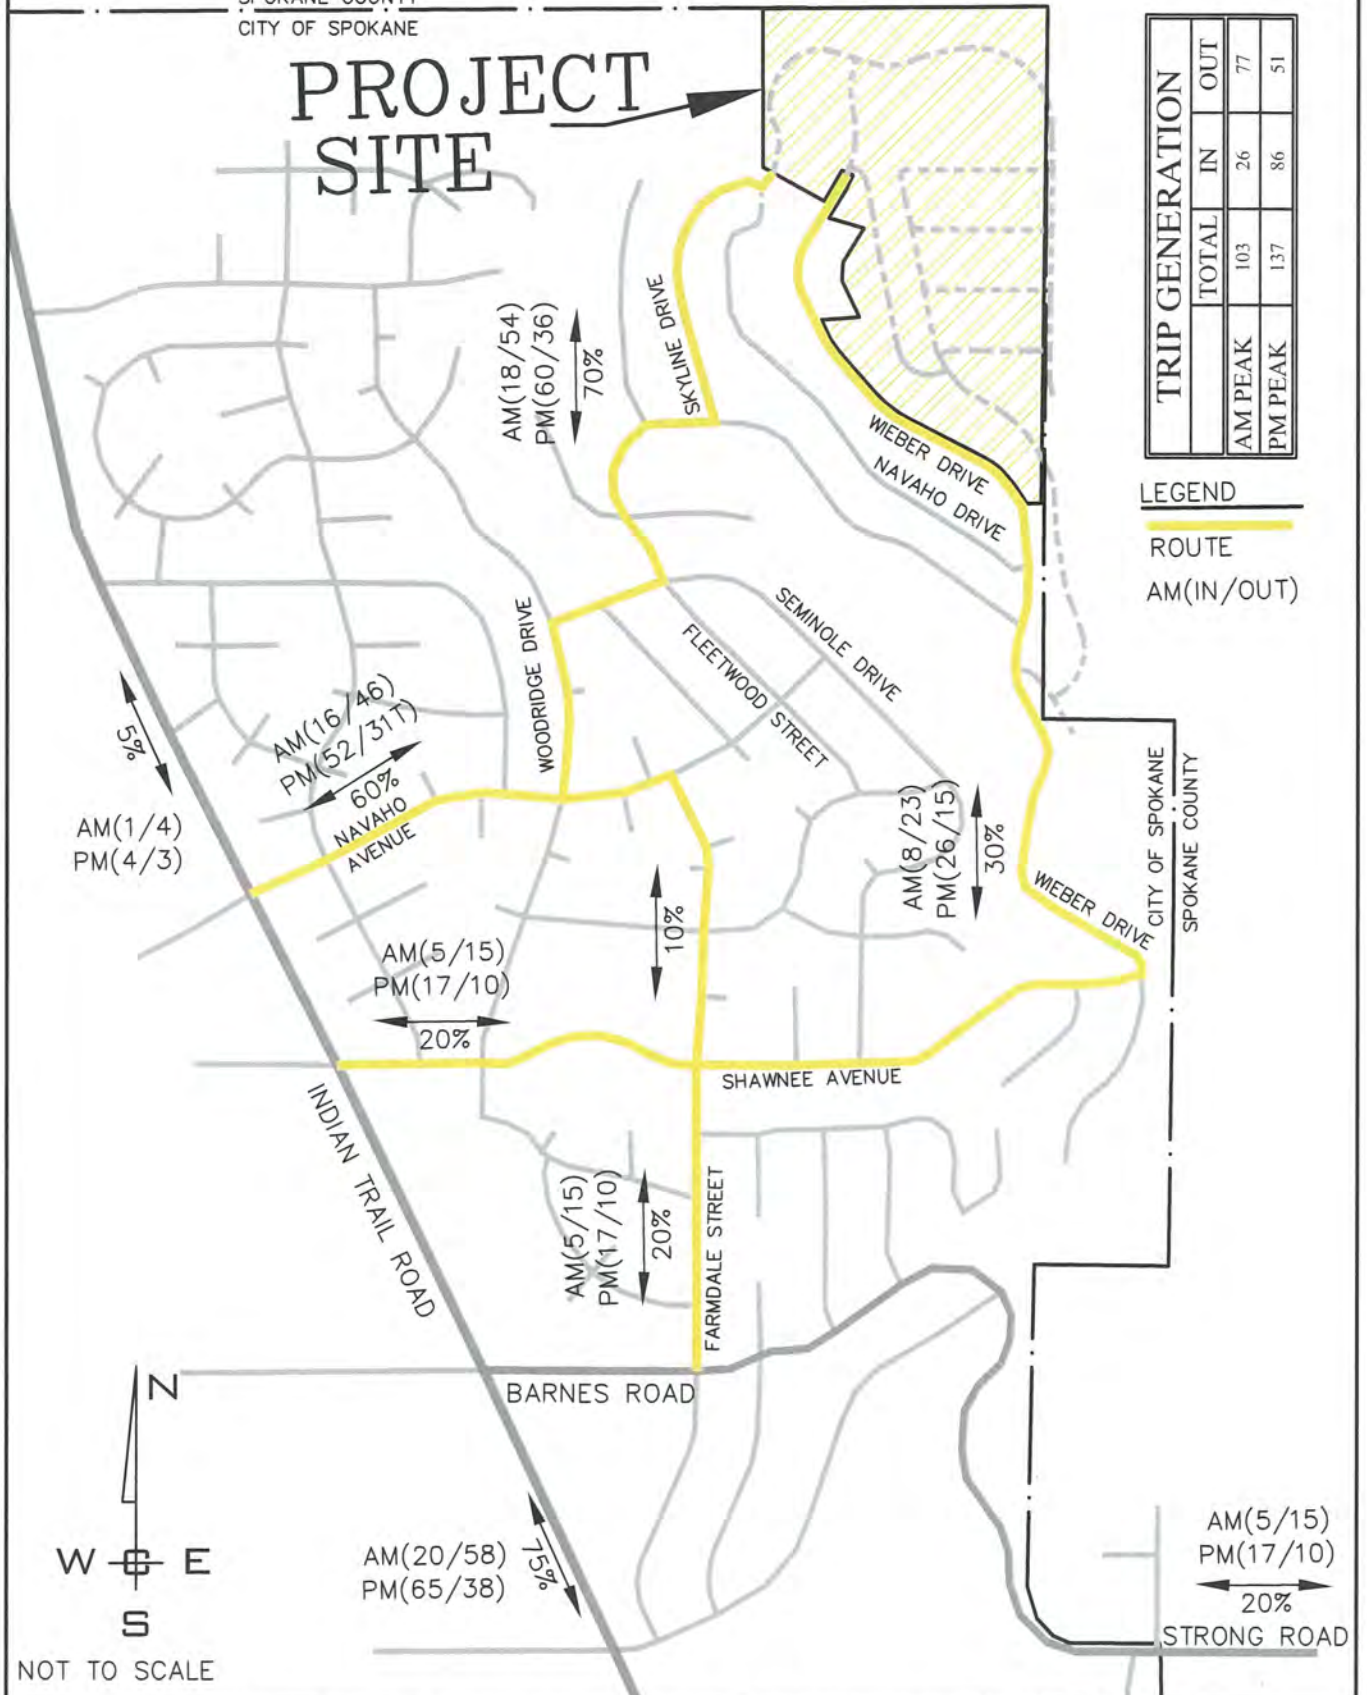 SPOKANE COUNTY
CITY OF SPOKANE
PROJECT
SITE
TRIP GENERATION
TOTAL IN OUT
AM PEAK 103 26 77
PM PEAK 137 86 51
LEGEND
ROUTE
AM(IN/OUT)
AM(18/54)
PM(60/36)
70%
SKYLINE DRIVE
WIEBER DRIVE
NAVAHO DRIVE
SEMINOLE DRIVE
FLEETWOOD STREET
WOODRIDGE DRIVE
5%
AM(1/4)
PM(4/3)
AM(16/46)
PM(52/31T)
60%
NAVAHO
AVENUE
AM(8/23)
PM(26/15)
30%
WIEBER DRIVE
CITY OF SPOKANE
SPOKANE COUNTY
10%
AM(5/15)
PM(17/10)
20%
SHAWNEE AVENUE
INDIAN TRAIL ROAD
AM(5/15)
PM(17/10)
20%
FARMDALE STREET
BARNES ROAD
N
W E
S
NOT TO SCALE
AM(20/58)
PM(65/38)
75%
AM(5/15)
PM(17/10)
20%
STRONG ROAD